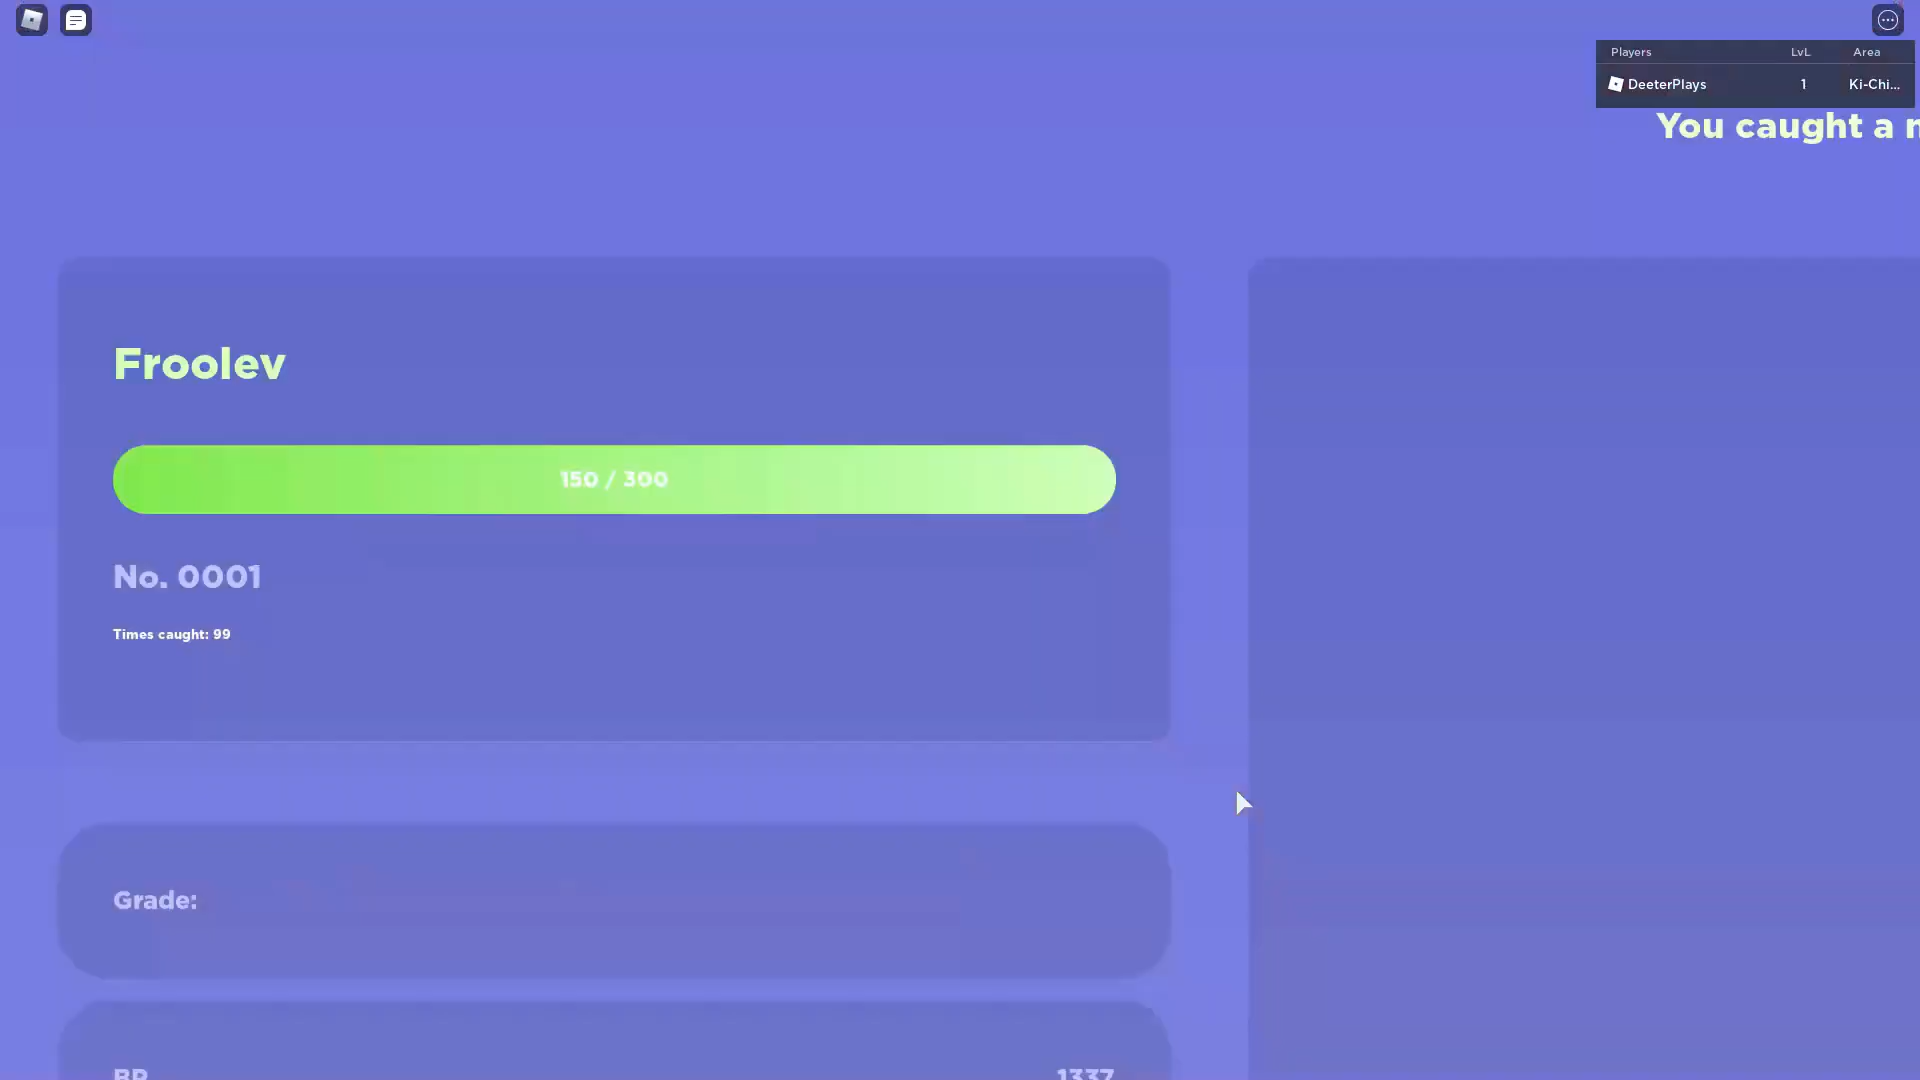 Players LvL Area
DeeterPlays 1 Ki-Chi...
You caught a
Froolev
150 / 300
No. 0001
Times caught: 99
Grade:
BP 1337